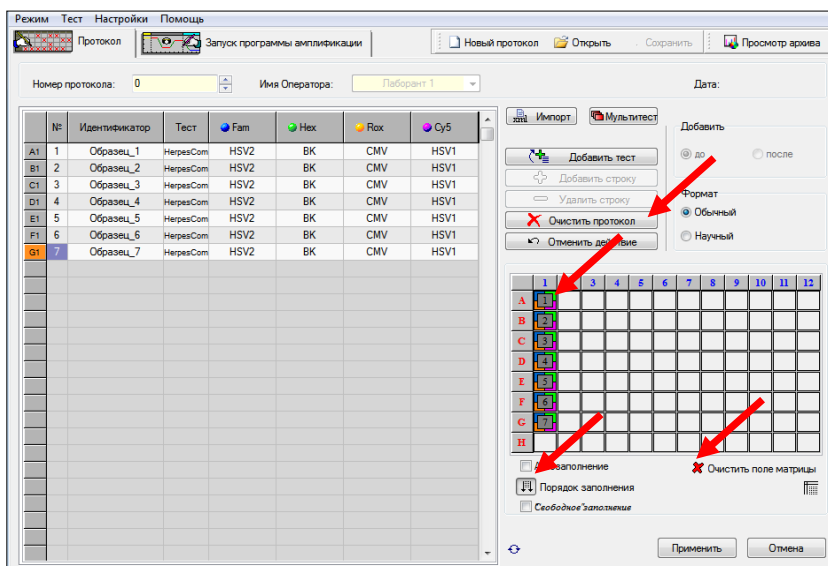 Режим Тест Настройки Помощь
Протокол Запуск программы амплификации Новый протокол Открыть Сохранить Просмотр архива
Номер протокола: 0 Имя Оператора: Лаборант 1 Дата:
№ Идентификатор Тест Fam Hex Rox Cy5
A1 1 Образец_1 HerpesCom HSV2 BK CMV HSV1
B1 2 Образец_2 HerpesCom HSV2 BK CMV HSV1
C1 3 Образец_3 HerpesCom HSV2 BK CMV HSV1
D1 4 Образец_4 HerpesCom HSV2 BK CMV HSV1
E1 5 Образец_5 HerpesCom HSV2 BK CMV HSV1
F1 6 Образец_6 HerpesCom HSV2 BK CMV HSV1
G1 7 Образец_7 HerpesCom HSV2 BK CMV HSV1
Импорт Мультитест
Добавить тест
Добавить строку
Удалить строку
Очистить протокол
Отменить действие
Добавить
до после
Формат
Обычный
Научный
1 3 4 5 6 7 8 9 10 11 12
A 1
B 2
C 3
D 4
E 5
F 6
G 7
H
Очистить поле матрицы
Порядок заполнения
Свободное заполнение
Применить Отмена